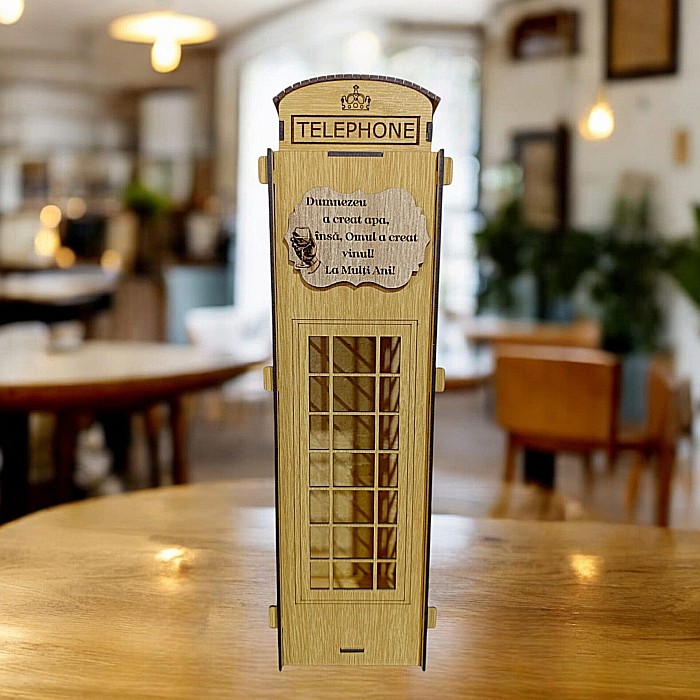 TELEPHONE
Dumnezeu
a creat apa,
însă, Omul a creat
vinul!
La Mulți Ani!